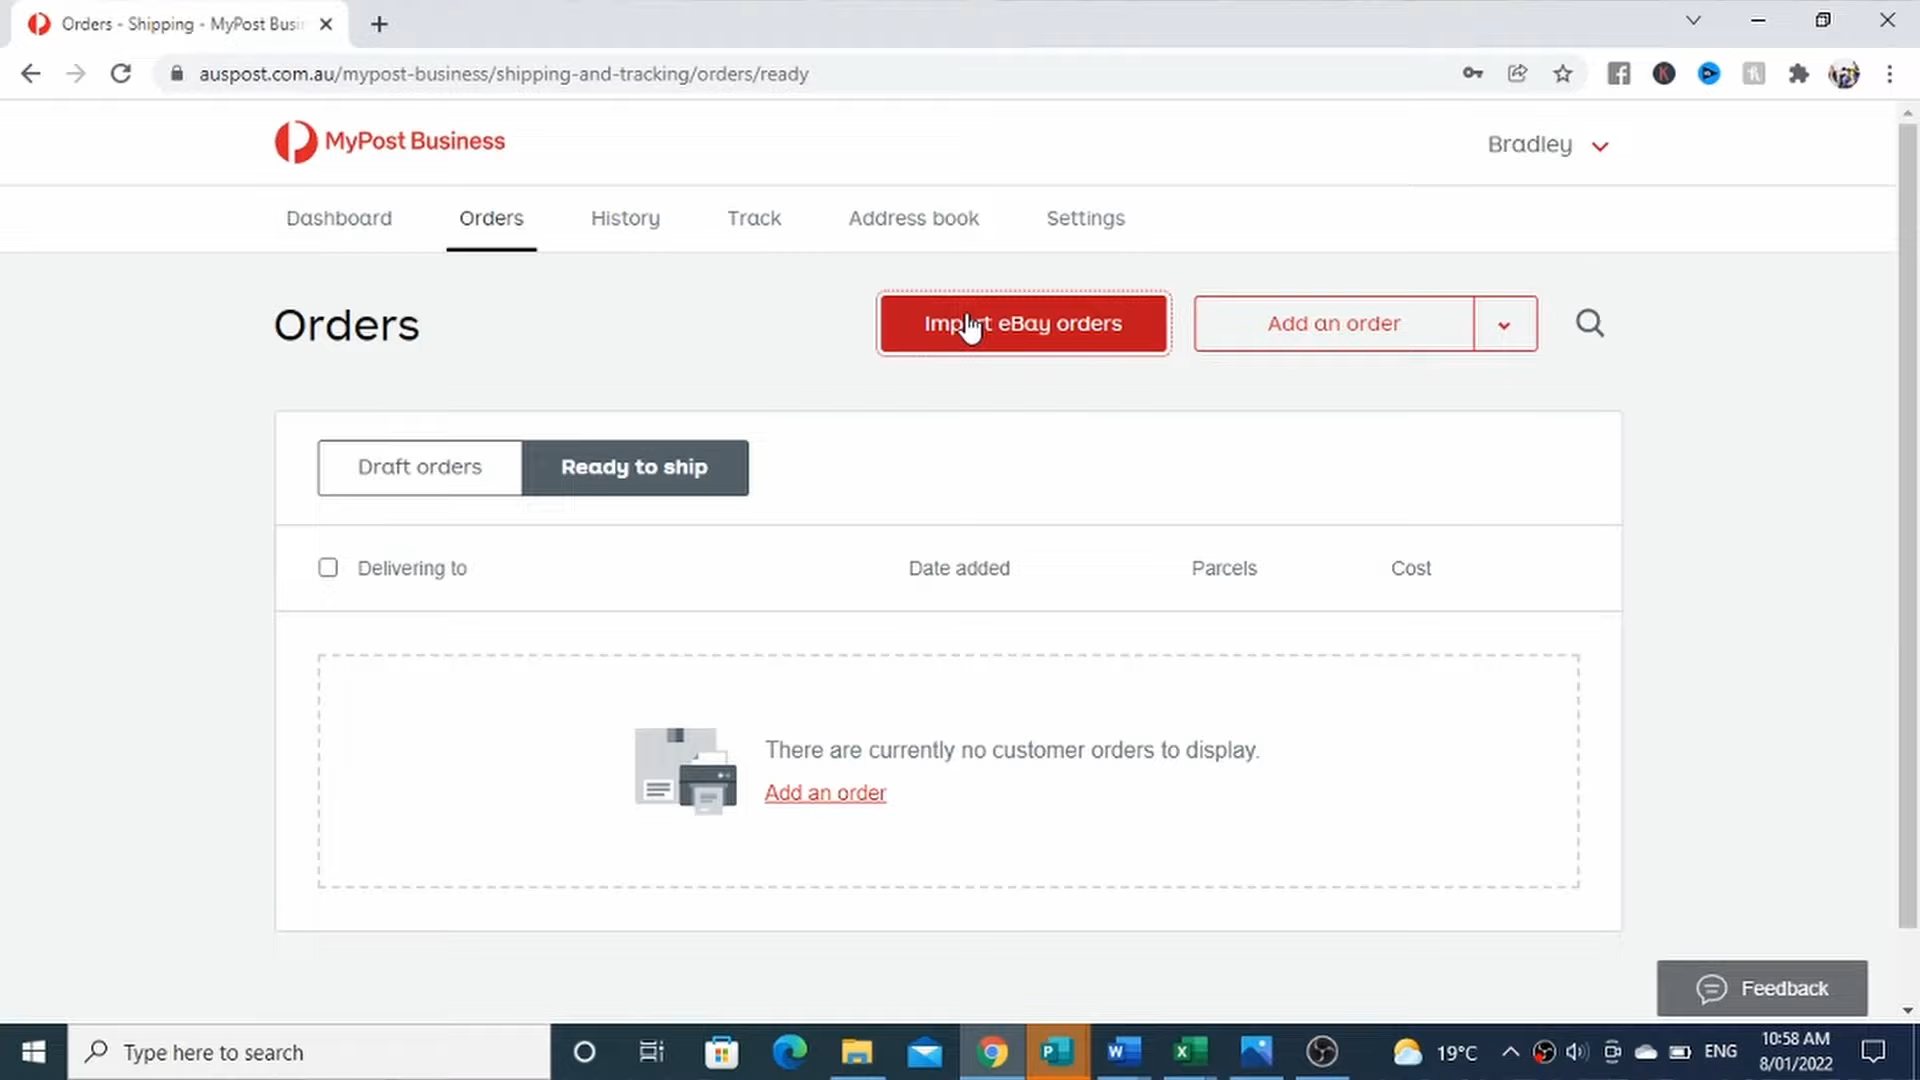 Orders - Shipping - MyPost Busi
auspost.com.au/mypost-business/shipping-and-tracking/orders/ready
MyPost Business
Bradley
Dashboard
Orders
History
Track
Address book
Settings
Orders
Import eBay orders
Add an order
Draft orders
Ready to ship
Delivering to
Date added
Parcels
Cost
There are currently no customer orders to display.
Add an order
Feedback
Type here to search
19°C
ENG
10:58 AM
8/01/2022